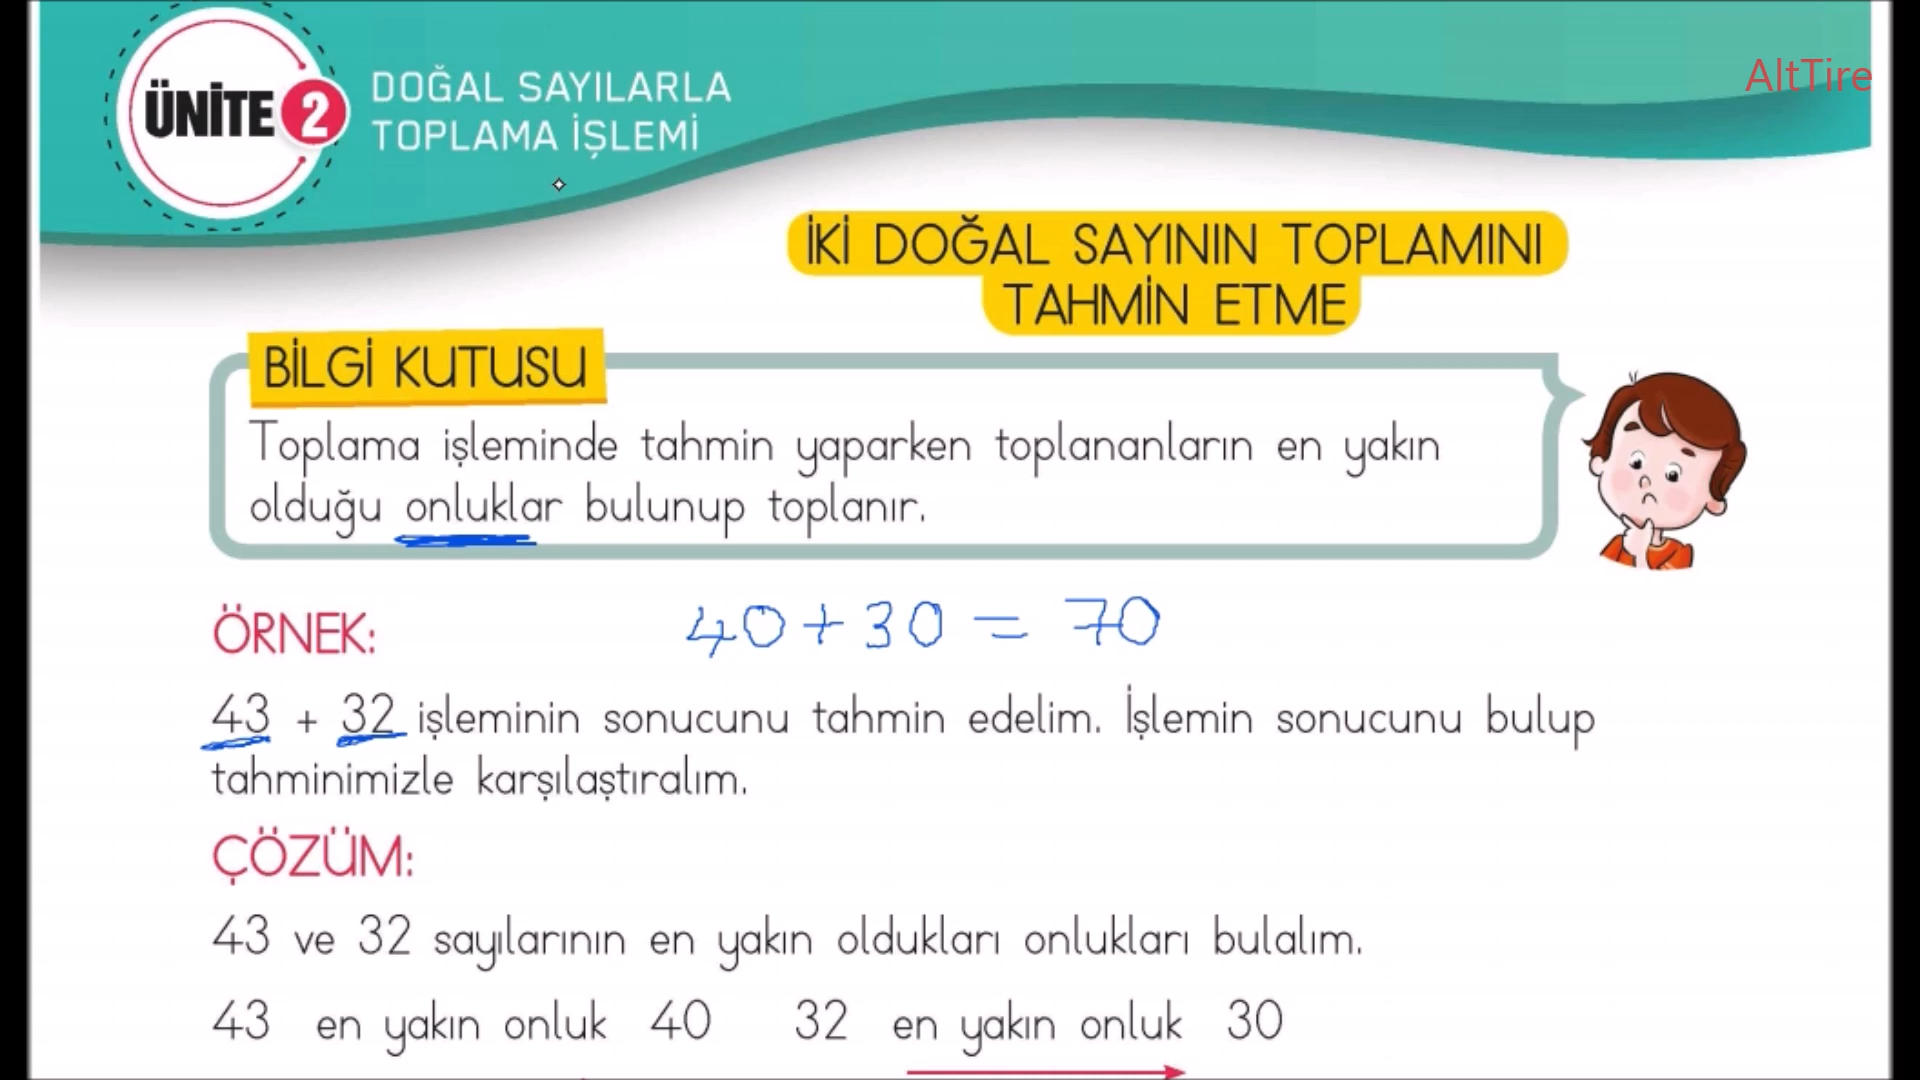 ÜNİTE 2
DOĞAL SAYILARLA
TOPLAMA İŞLEMİ
AltTire
İKİ DOĞAL SAYININ TOPLAMINI
TAHMİN ETME
BİLGİ KUTUSU
Toplama işleminde tahmin yaparken toplananların en yakın
olduğu onluklar bulunup toplanır.
ÖRNEK:
40 + 30 = 70
43 + 32 işleminin sonucunu tahmin edelim. İşlemin sonucunu bulup
tahminimizle karşılaştıralım.
ÇÖZÜM:
43 ve 32 sayılarının en yakın oldukları onlukları bulalım.
43 en yakın onluk 40 32 en yakın onluk 30